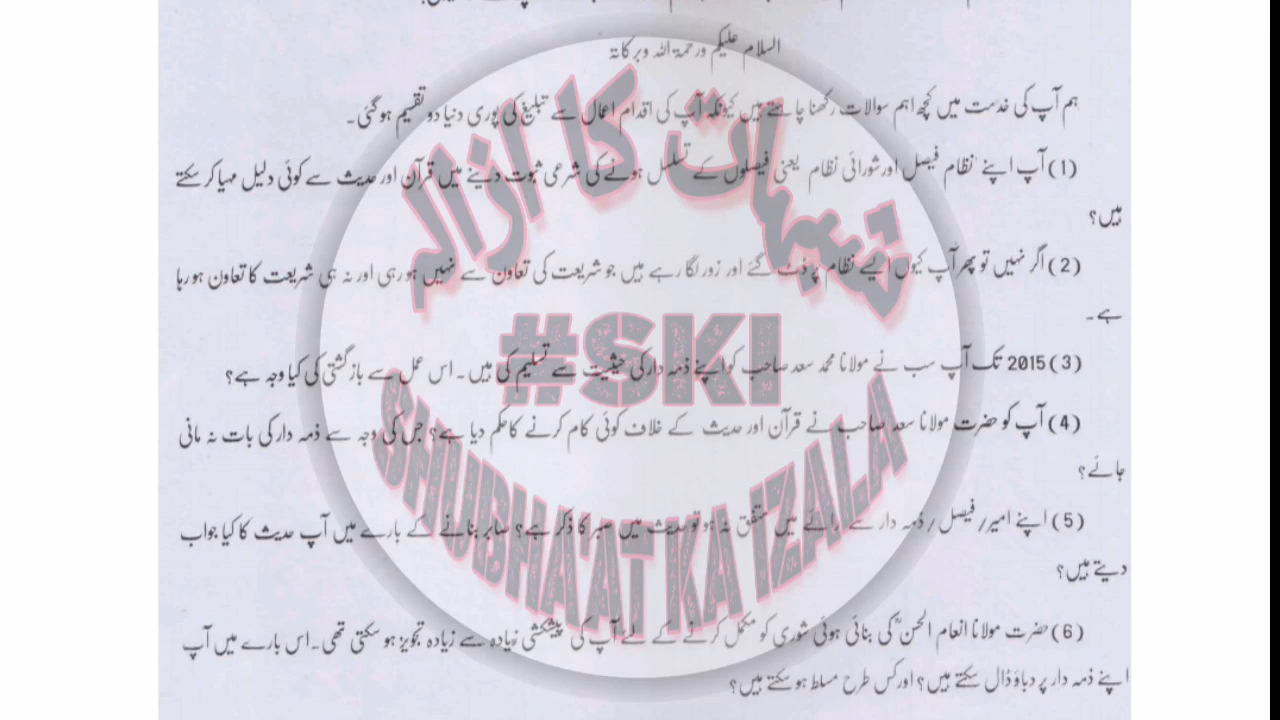 السلام علیکم ورحمۃ اللہ وبرکاتہ
ہم آپ کی خدمت میں کچھ اہم سوالات رکھنا چاہتے ہیں کیونکہ آپ کی اقدام اعمال سے تبلیغ کی پوری دنیا دو تقسیم ہوگئی۔
(1) آپ اپنے نظام فیصل اور شورائی نظام یعنی فیصلوں کے تسلسل ہونے کی شرعی ثبوت دینے میں قرآن اور حدیث سے کوئی دلیل مہیا کر سکتے
ہیں؟
(2) اگر نہیں تو پھر آپ کیوں ایسے نظام پر ڈٹ گئے اور زور لگا رہے ہیں جو شریعت کی تعاون سے نہیں ہو رہی اور نہ ہی شریعت کا تعاون ہو رہا
ہے۔
(3) 2015 تک آپ سب نے مولانا محمد سعد صاحب کو اپنے ذمہ دار کی حیثیت سے تسلیم کی ہیں۔ اس عمل سے بازگشتی کی کیا وجہ ہے؟
(4) آپ کو حضرت مولانا سعد صاحب نے قرآن اور حدیث کے خلاف کوئی کام کرنے کا حکم دیا ہے؟ جس کی وجہ سے ذمہ دار کی بات نہ مانی
جائے؟
(5) اپنے امیر/فیصل/ذمہ دار سے رائے میں متفق نہ ہو تو حدیث میں صبر کا ذکر ہے؟ صابر بنانے کے بارے میں آپ حدیث کا کیا جواب
دیتے ہیں؟
(6) حضرت مولانا انعام الحسنؒ کی بنائی ہوئی شوری کو مکمل کرنے کے لئے آپ کی پیشکشی زیادہ سے زیادہ تجویز ہو سکتی تھی۔ اس بارے میں آپ
اپنے ذمہ دار پر دباؤ ڈال سکتے ہیں؟ اور کس طرح مسلط ہو سکتے ہیں؟
شبہات کا ازالہ
#SKI
SHUBHA'AT KA IZALA